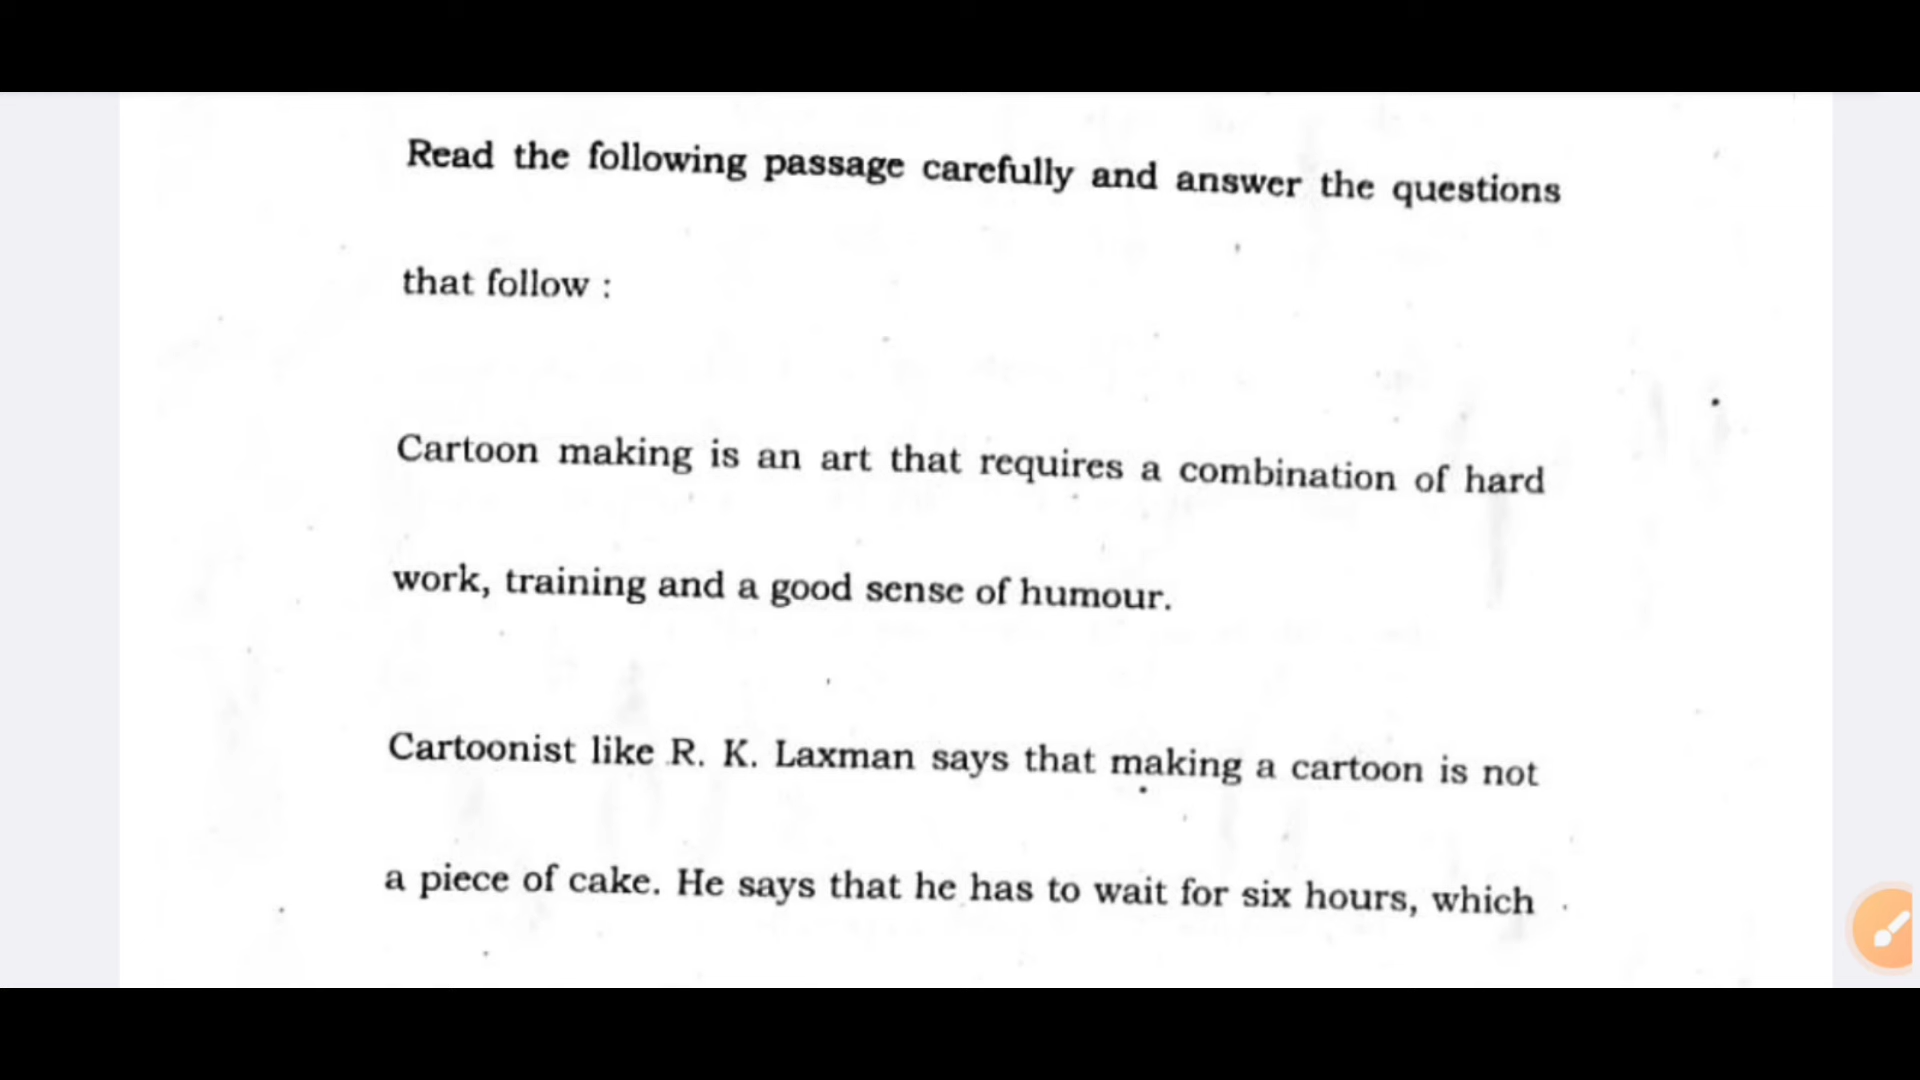 Read the following passage carefully and answer the questions
that follow :
Cartoon making is an art that requires a combination of hard
work, training and a good sense of humour.
Cartoonist like R. K. Laxman says that making a cartoon is not
a piece of cake. He says that he has to wait for six hours, which